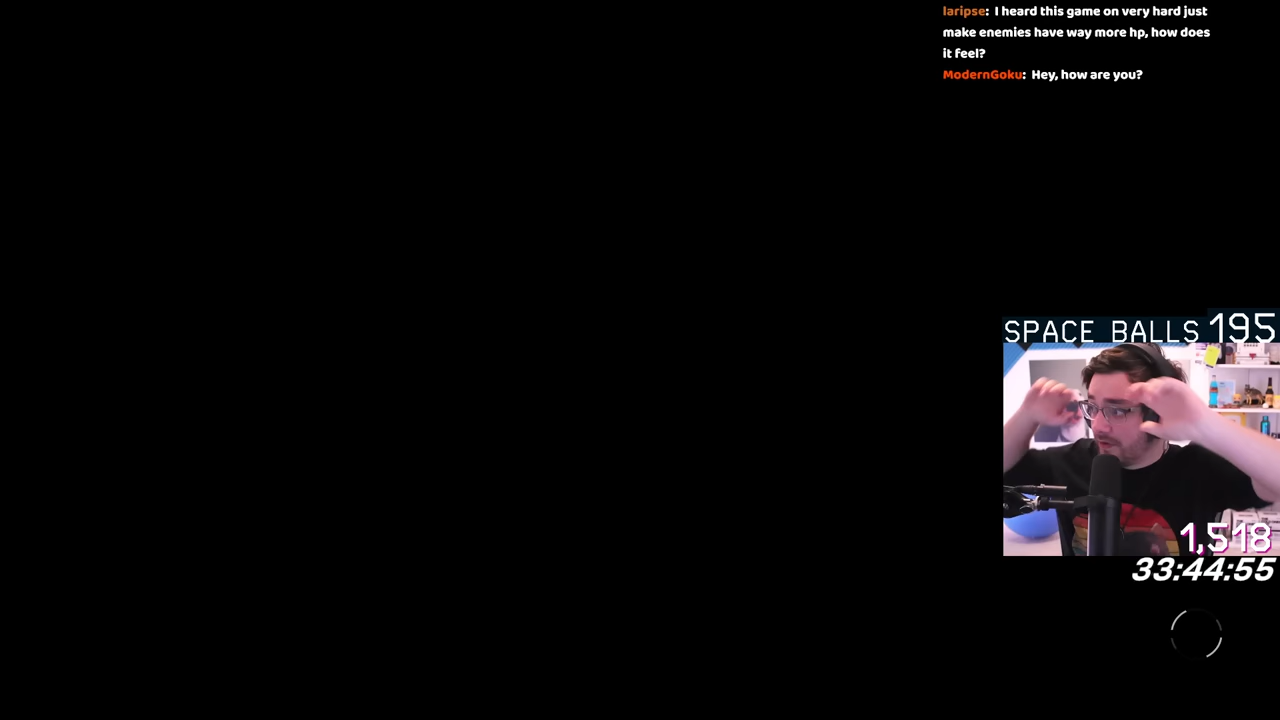 laripse: I heard this game on very hard just
make enemies have way more hp, how does
it feel?
ModernGoku: Hey, how are you?
SPACE BALLS 195
1,518
33:44:55